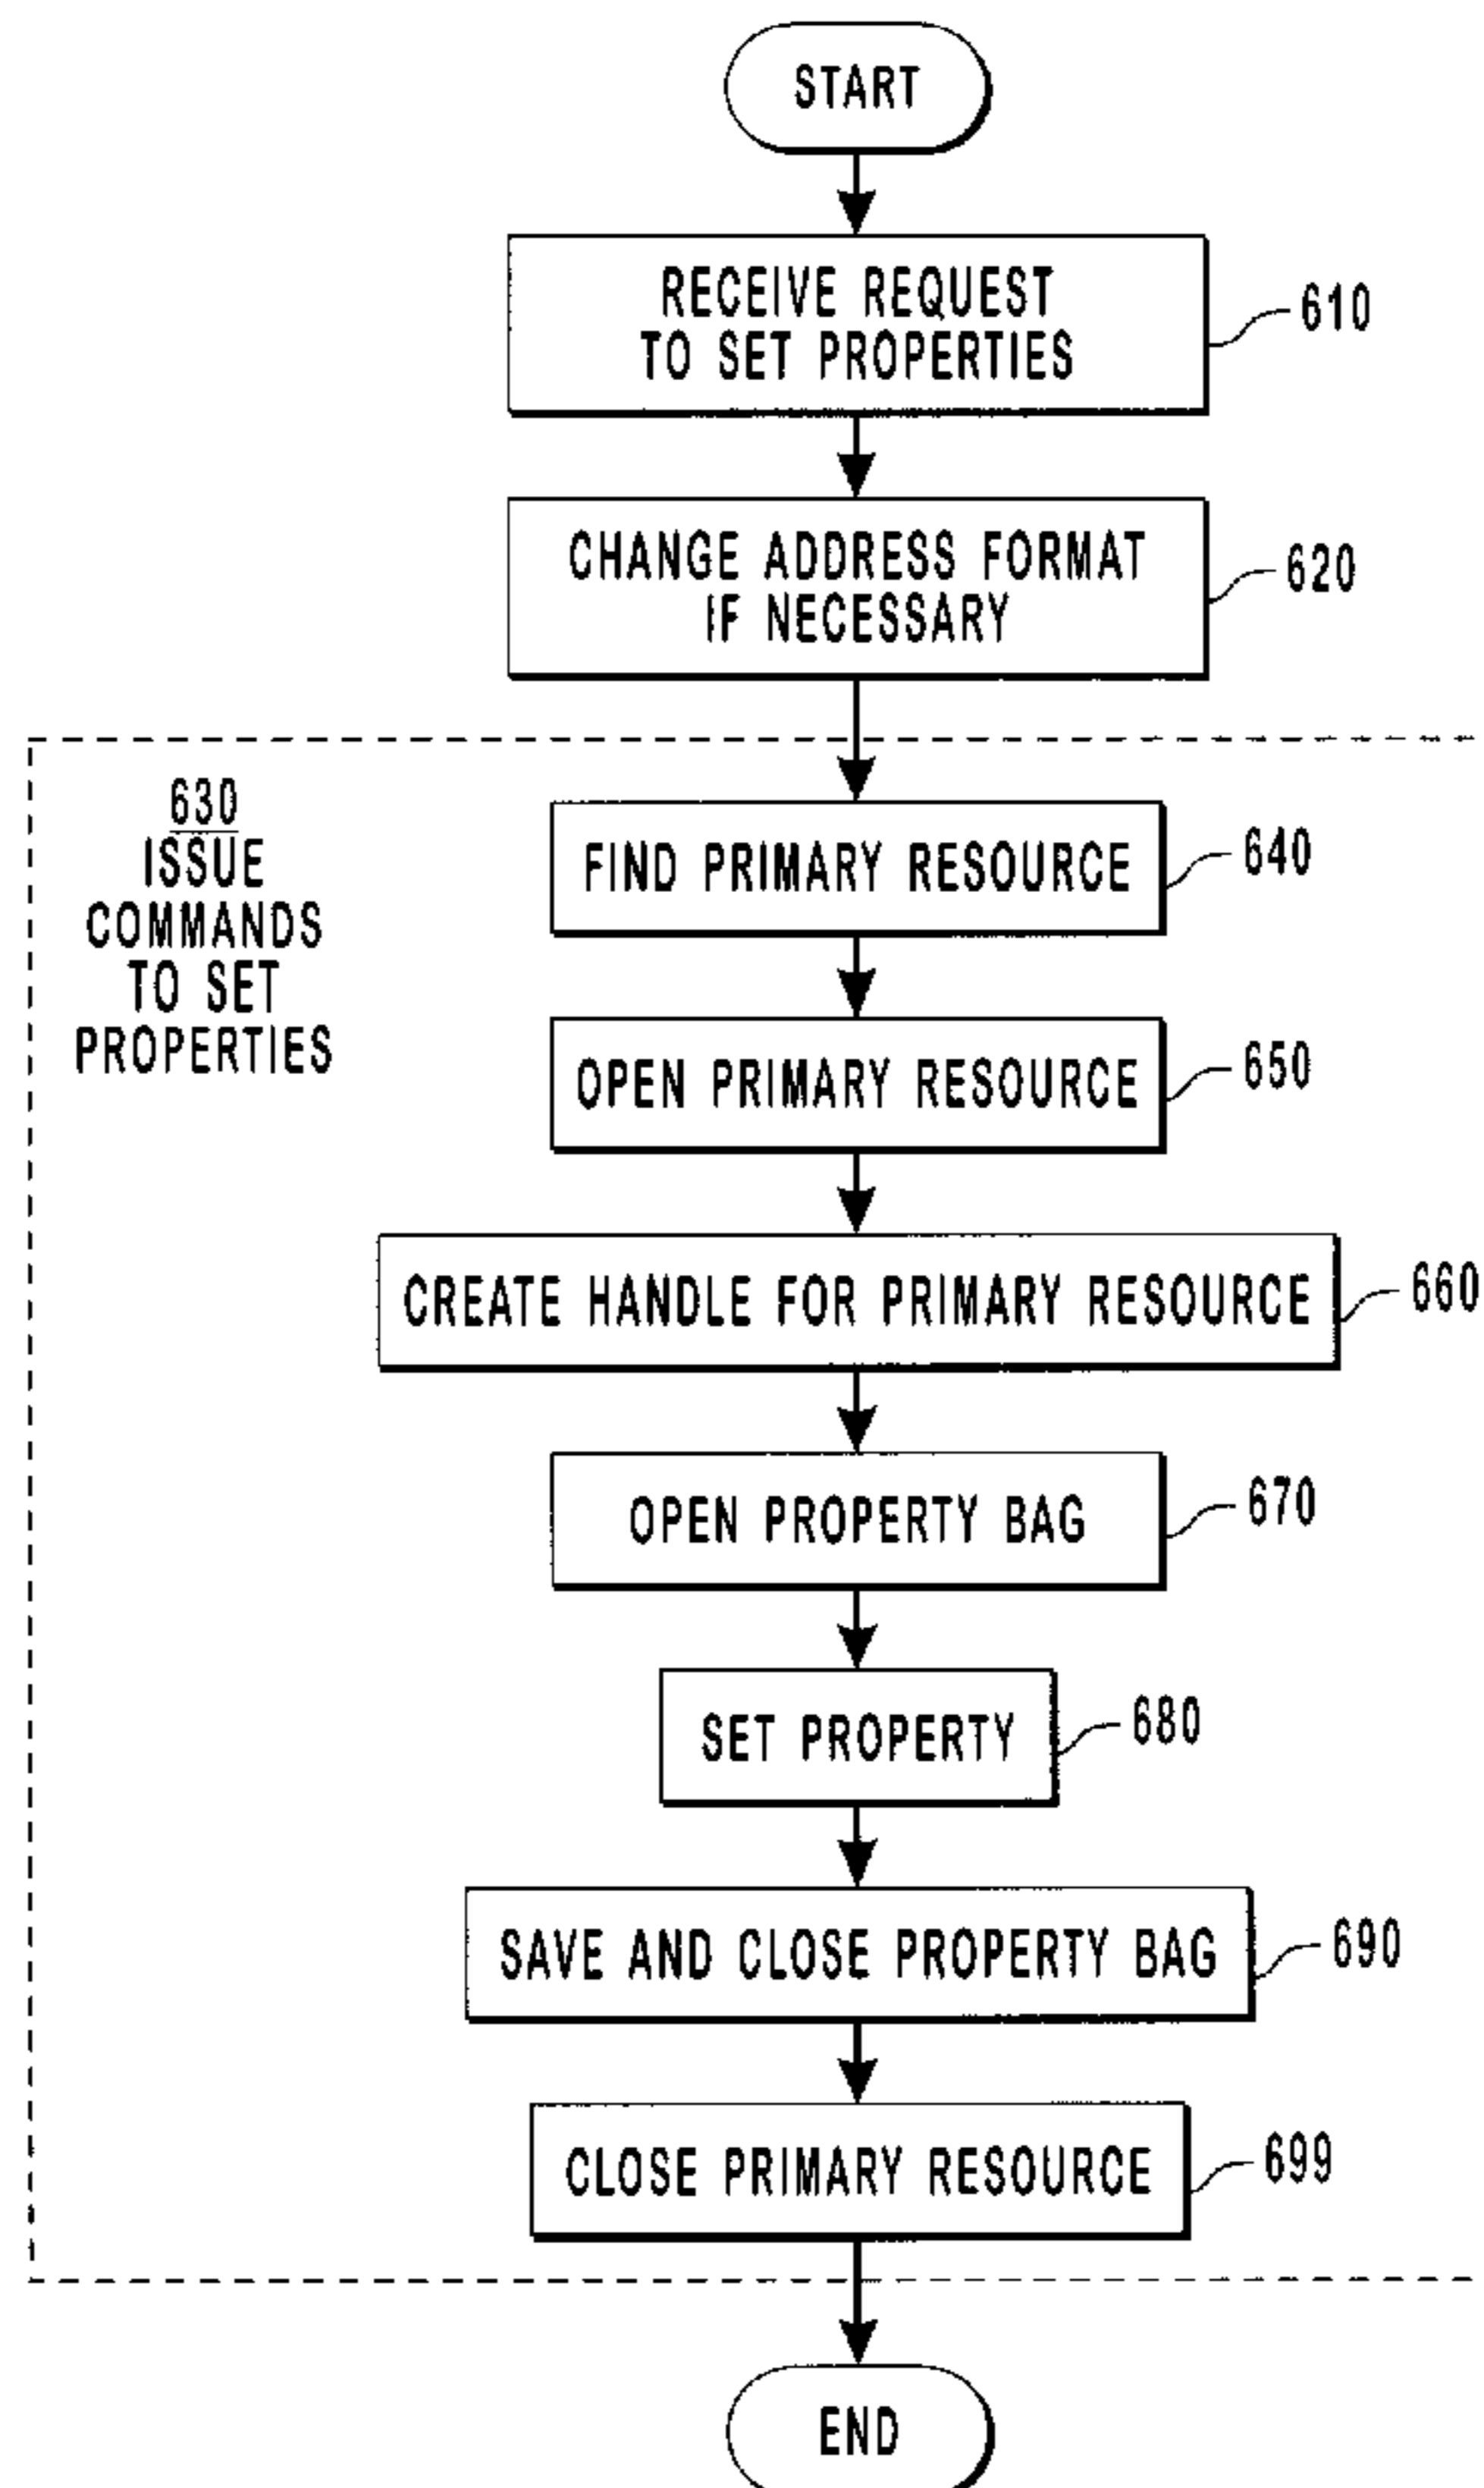 START
RECEIVE REQUEST
TO SET PROPERTIES
610
CHANGE ADDRESS FORMAT
IF NECESSARY
620
630
ISSUE
COMMANDS
TO SET
PROPERTIES
FIND PRIMARY RESOURCE
640
OPEN PRIMARY RESOURCE
650
CREATE HANDLE FOR PRIMARY RESOURCE
660
OPEN PROPERTY BAG
670
SET PROPERTY
680
SAVE AND CLOSE PROPERTY BAG
690
CLOSE PRIMARY RESOURCE
699
END